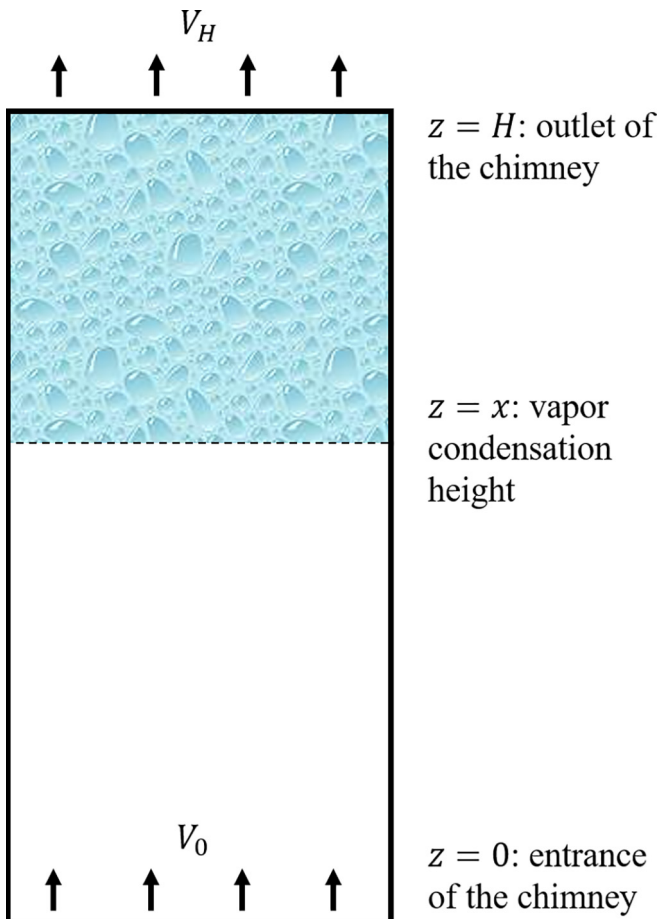 V_H
z = H: outlet of
the chimney
z = x: vapor
condensation
height
V_0
z = 0: entrance
of the chimney